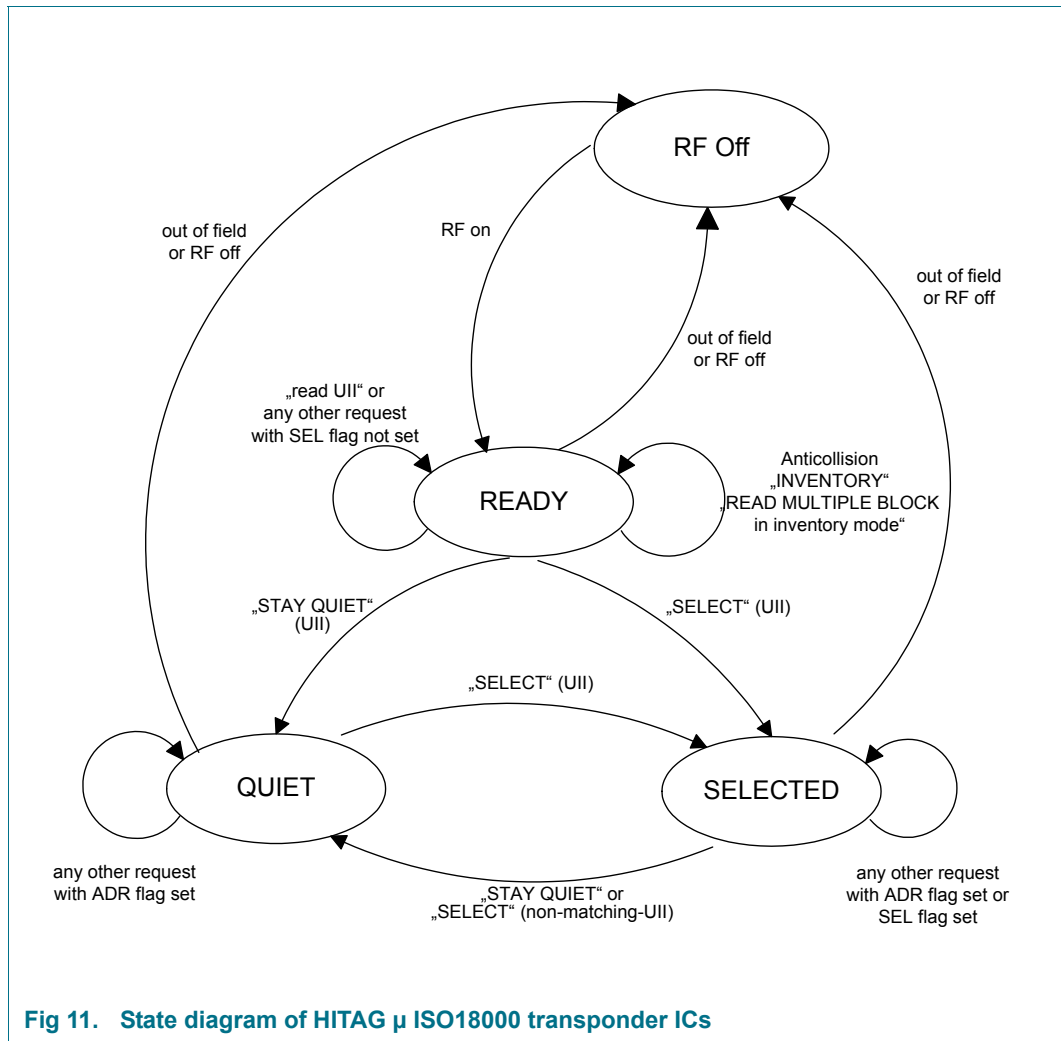 RF Off
out of field
or RF off
RF on
out of field
or RF off
out of field
or RF off
„read UII“ or
any other request
with SEL flag not set
READY
Anticollision
„INVENTORY“
„READ MULTIPLE BLOCK
in inventory mode“
„STAY QUIET“
(UII)
„SELECT“ (UII)
„SELECT“ (UII)
QUIET
SELECTED
any other request
with ADR flag set
„STAY QUIET“ or
„SELECT“ (non-matching-UII)
any other request
with ADR flag set or
SEL flag set
Fig 11. State diagram of HITAG µ ISO18000 transponder ICs